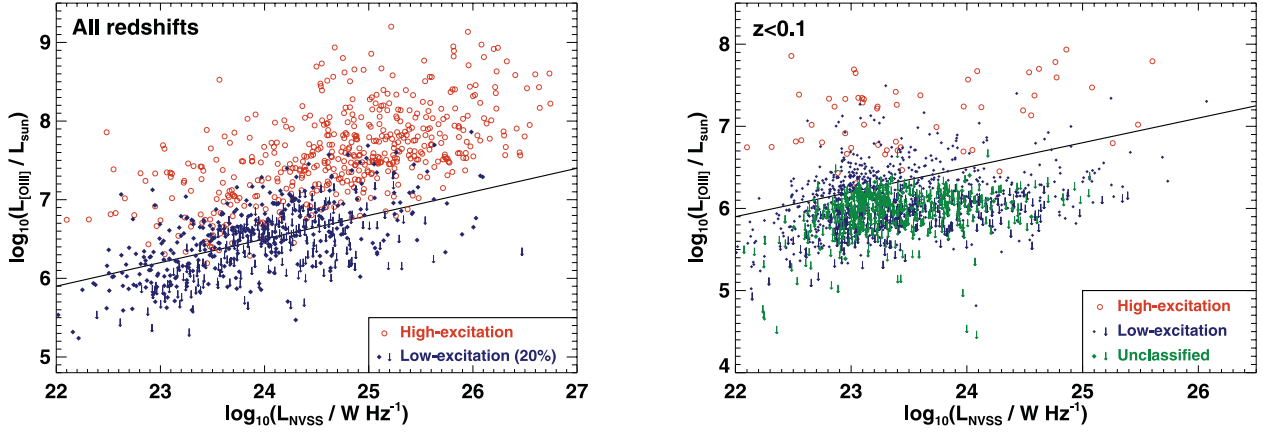 All redshifts
log₁₀(L[OIII] / Lsun)
9
8
7
6
5
22 23 24 25 26 27
log₁₀(LNVSS / W Hz⁻¹)
High-excitation
Low-excitation (20%)
z<0.1
log₁₀(L[OIII] / Lsun)
8
7
6
5
4
22 23 24 25 26
log₁₀(LNVSS / W Hz⁻¹)
High-excitation
Low-excitation
Unclassified